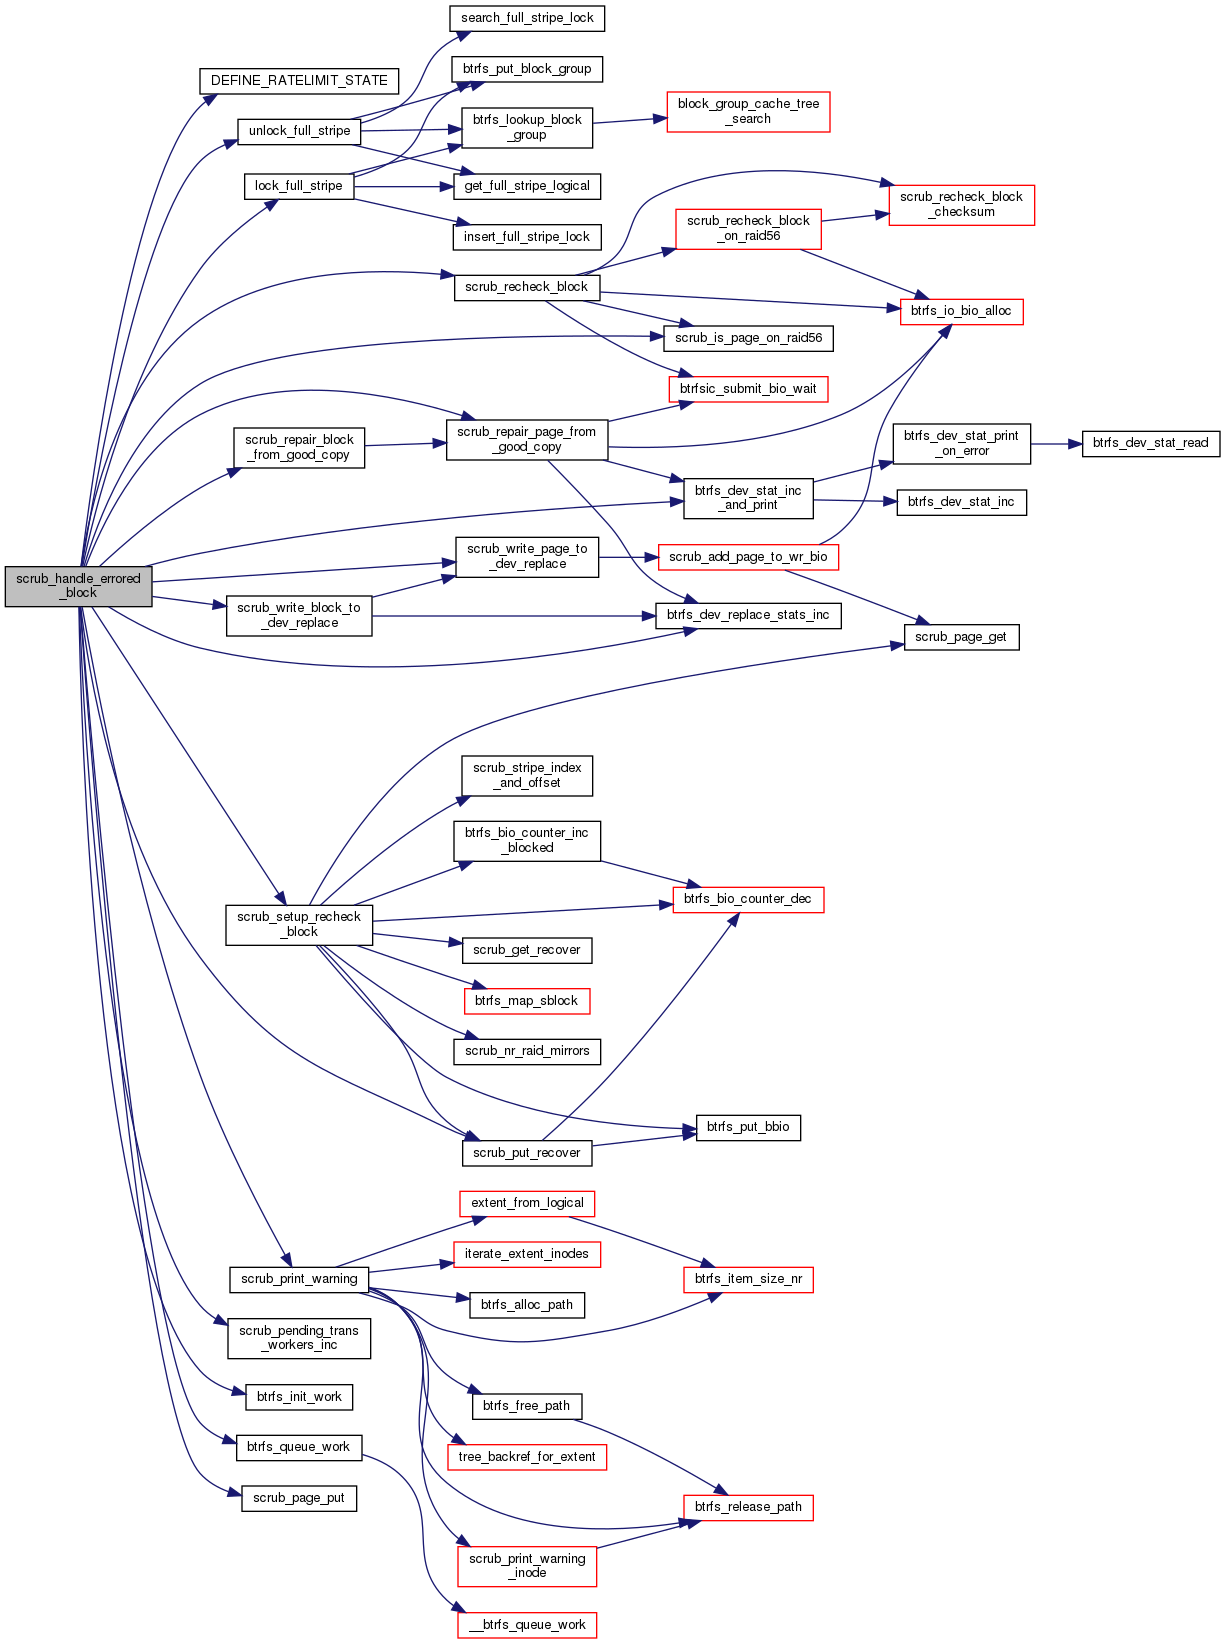 search_full_stripe_lock
btrfs_put_block_group
DEFINE_RATELIMIT_STATE
block_group_cache_tree
_search
btrfs_lookup_block
_group
unlock_full_stripe
lock_full_stripe
get_full_stripe_logical
scrub_recheck_block
_checksum
scrub_recheck_block
_on_raid56
insert_full_stripe_lock
scrub_recheck_block
btrfs_io_bio_alloc
scrub_is_page_on_raid56
btrfsic_submit_bio_wait
scrub_repair_page_from
_good_copy
scrub_repair_block
_from_good_copy
btrfs_dev_stat_print
_on_error
btrfs_dev_stat_read
btrfs_dev_stat_inc
_and_print
btrfs_dev_stat_inc
scrub_write_page_to
_dev_replace
scrub_add_page_to_wr_bio
scrub_handle_errored
_block
scrub_write_block_to
_dev_replace
btrfs_dev_replace_stats_inc
scrub_page_get
scrub_stripe_index
_and_offset
btrfs_bio_counter_inc
_blocked
btrfs_bio_counter_dec
scrub_setup_recheck
_block
scrub_get_recover
btrfs_map_sblock
scrub_nr_raid_mirrors
btrfs_put_bbio
scrub_put_recover
extent_from_logical
iterate_extent_inodes
scrub_print_warning
btrfs_item_size_nr
btrfs_alloc_path
scrub_pending_trans
_workers_inc
btrfs_init_work
btrfs_free_path
btrfs_queue_work
tree_backref_for_extent
scrub_page_put
btrfs_release_path
scrub_print_warning
_inode
__btrfs_queue_work